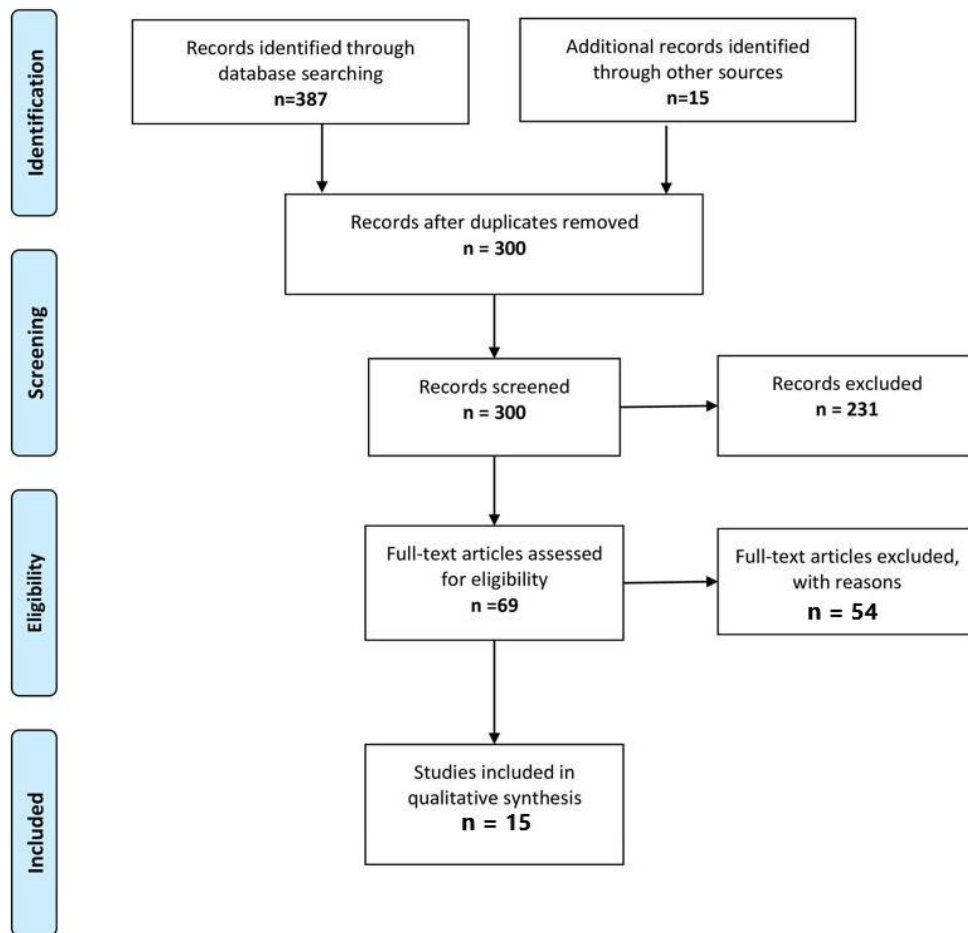 Identification
Records identified through
database searching
n=387
Additional records identified
through other sources
n=15
Records after duplicates removed
n = 300
Screening
Records screened
n = 300
Records excluded
n = 231
Eligibility
Full-text articles assessed
for eligibility
n =69
Full-text articles excluded,
with reasons
n = 54
Included
Studies included in
qualitative synthesis
n = 15